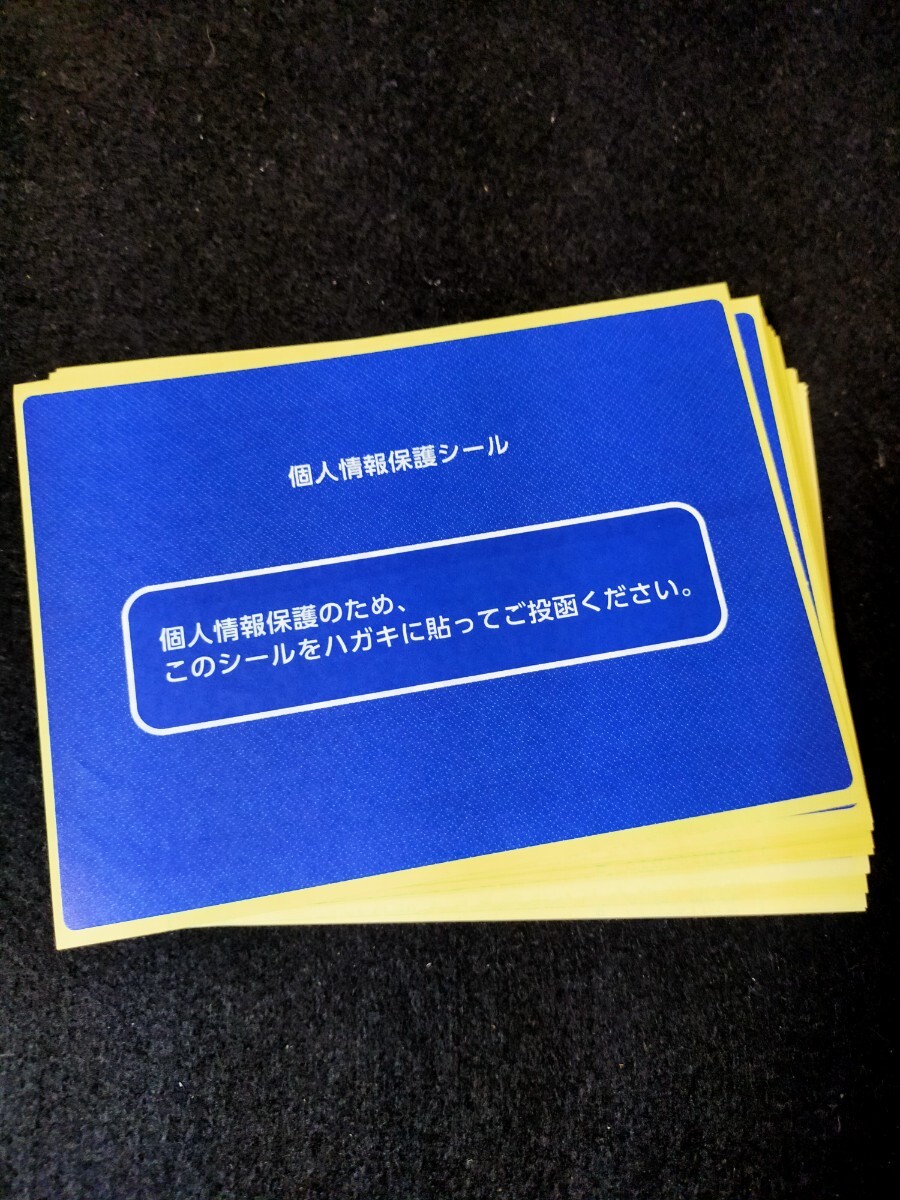 個人情報保護シール
個人情報保護のため、
このシールをハガキに貼ってご投函ください。